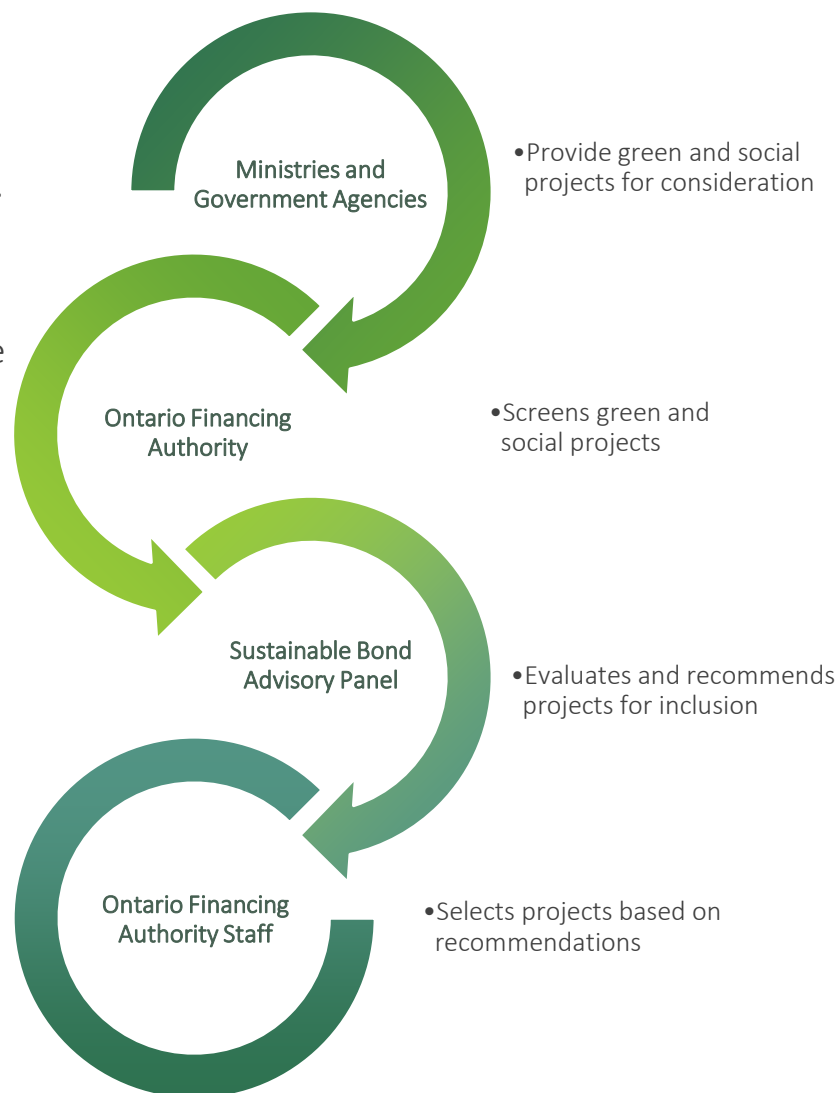 Ministries and
Government Agencies
•Provide green and social
projects for consideration
Ontario Financing
Authority
•Screens green and
social projects
Sustainable Bond
Advisory Panel
•Evaluates and recommends
projects for inclusion
Ontario Financing
Authority Staff
•Selects projects based on
recommendations